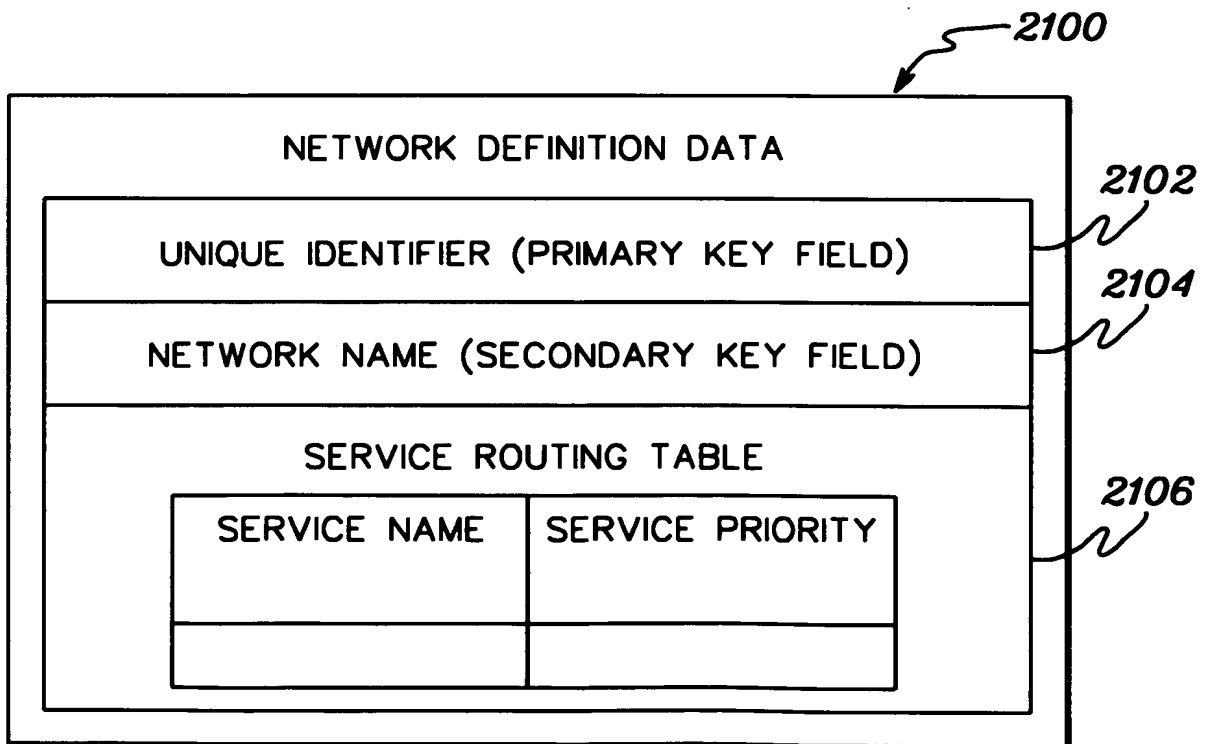 2100
NETWORK DEFINITION DATA
2102
UNIQUE IDENTIFIER (PRIMARY KEY FIELD)
2104
NETWORK NAME (SECONDARY KEY FIELD)
SERVICE ROUTING TABLE
2106
SERVICE NAME SERVICE PRIORITY